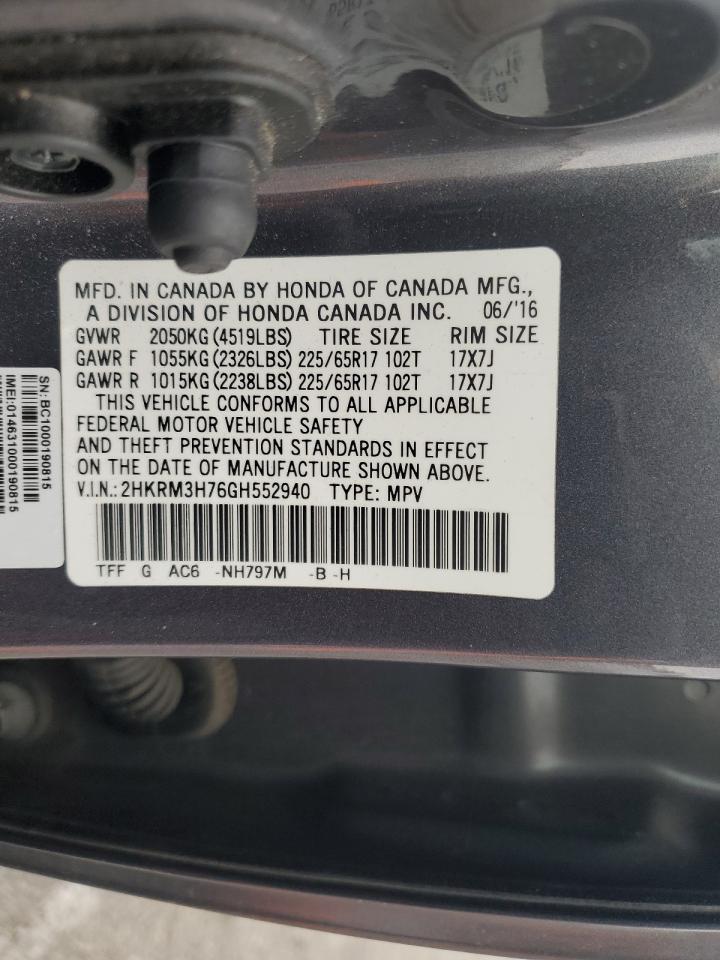 MFD. IN CANADA BY HONDA OF CANADA MFG.,
A DIVISION OF HONDA CANADA INC. 06/'16
GVWR 2050KG (4519LBS) TIRE SIZE RIM SIZE
GAWR F 1055KG (2326LBS) 225/65R17 102T 17X7J
GAWR R 1015KG (2238LBS) 225/65R17 102T 17X7J
THIS VEHICLE CONFORMS TO ALL APPLICABLE
FEDERAL MOTOR VEHICLE SAFETY
AND THEFT PREVENTION STANDARDS IN EFFECT
ON THE DATE OF MANUFACTURE SHOWN ABOVE.
V.I.N.: 2HKRM3H76GH552940 TYPE: MPV
TFF G AC6 -NH797M -B -H
SN: BC1000190815
IMEI:014631000190815